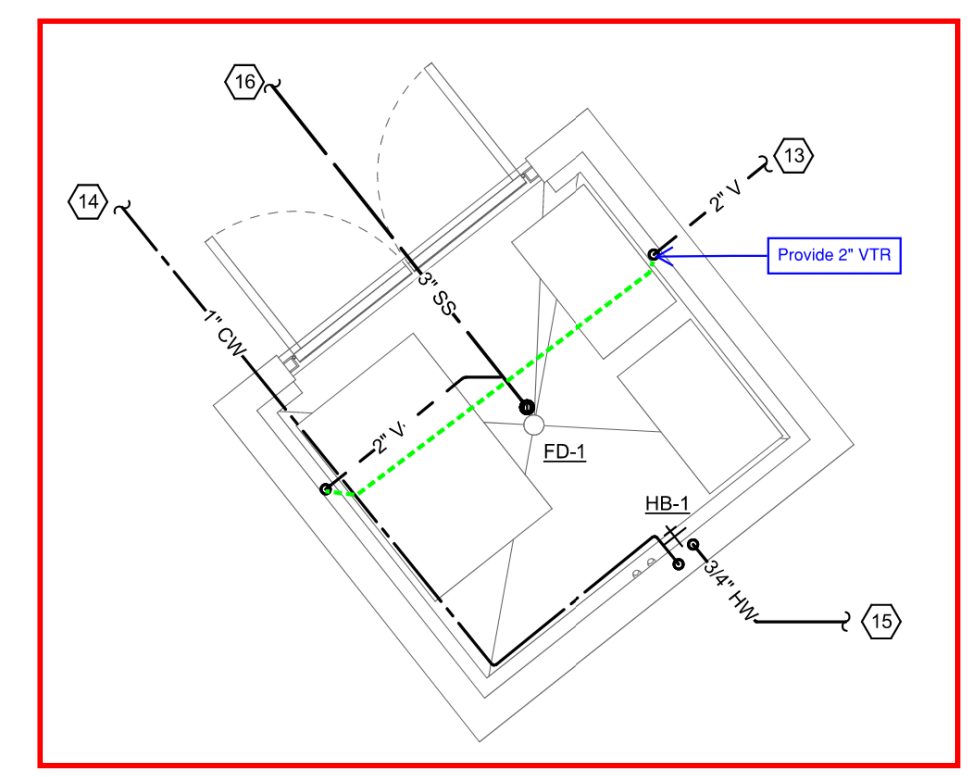 16
13
14
2" V
Provide 2" VTR
3" SS
1" CW
2" V
FD-1
HB-1
3/4" HW
15